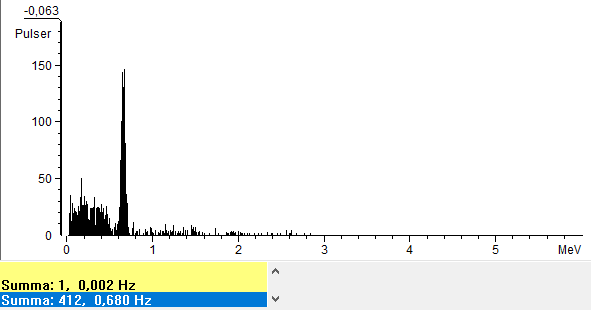 -0,063
Pulser
150
100
50
0
0 1 2 3 4 5 MeV
Summa: 1, 0,002 Hz
Summa: 412, 0,680 Hz